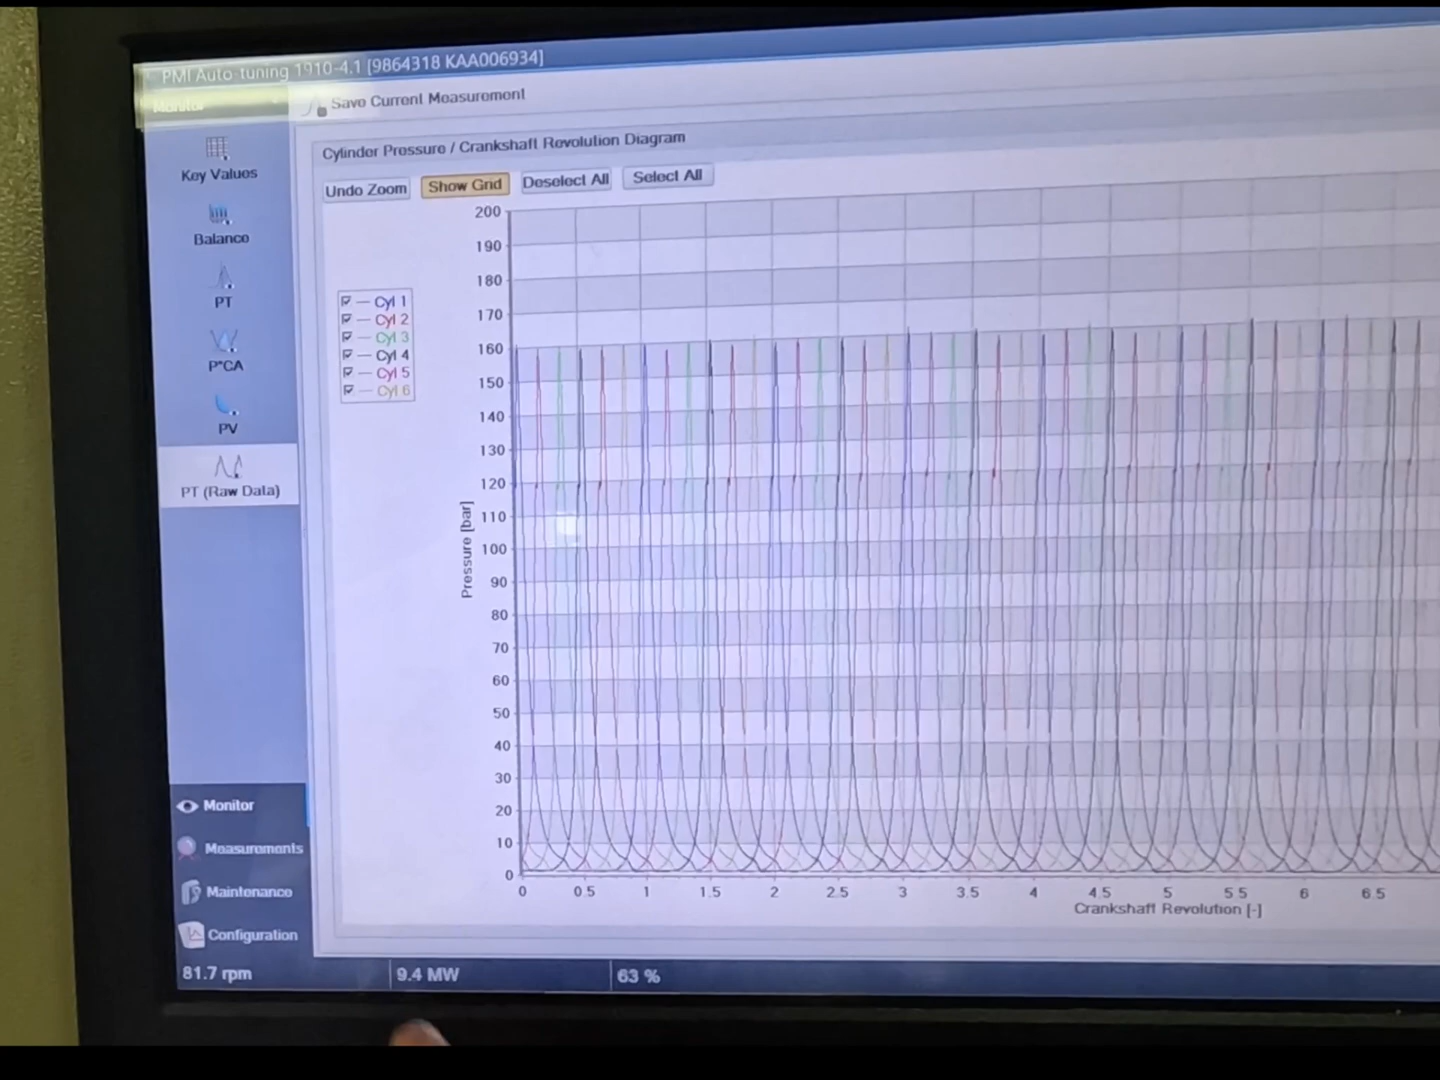 PMI Auto-tuning 1910-4.1 [9864318 KAA006934]
Monitor
Save Current Measurement
Cylinder Pressure / Crankshaft Revolution Diagram
Undo Zoom
Show Grid
Deselect All
Select All
Key Values
Balance
PT
P*CA
PV
PT (Raw Data)
Cyl 1
Cyl 2
Cyl 3
Cyl 4
Cyl 5
Cyl 6
Pressure [bar]
200
190
180
170
160
150
140
130
120
110
100
90
80
70
60
50
40
30
20
10
0
0 0.5 1 1.5 2 2.5 3 3.5 4 4.5 5 5.5 6 6.5
Crankshaft Revolution [-]
Monitor
Measurements
Maintenance
Configuration
81.7 rpm
9.4 MW
63 %